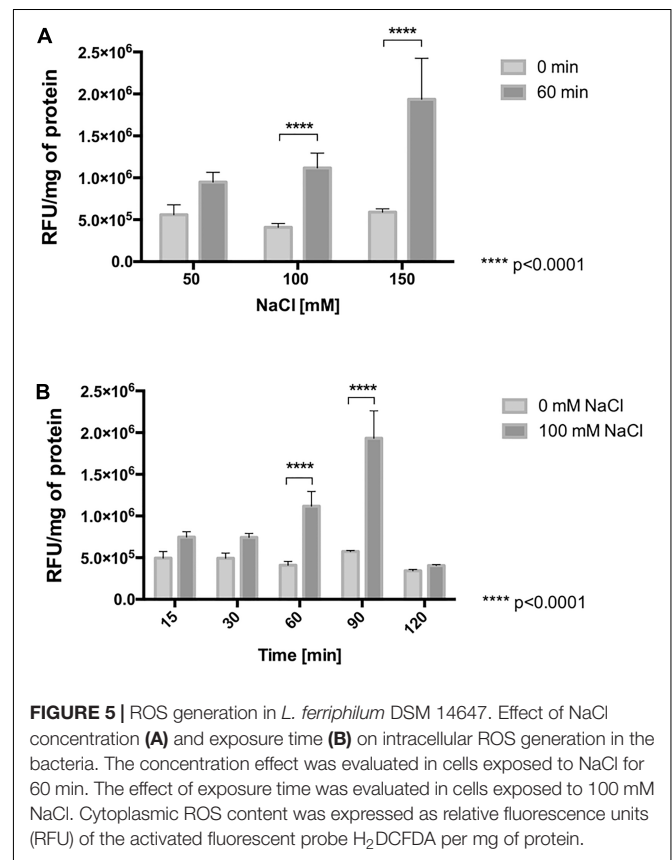 A
****
2.5×10⁶
2.0×10⁶
1.5×10⁶
1.0×10⁶
5.0×10⁵
0.0
RFU/mg of protein
****
0 min
60 min
50
100
150
NaCl [mM]
**** p<0.0001
B
2.5×10⁶
2.0×10⁶
1.5×10⁶
1.0×10⁶
5.0×10⁵
0.0
RFU/mg of protein
****
****
0 mM NaCl
100 mM NaCl
15
30
60
90
120
Time [min]
**** p<0.0001
FIGURE 5 | ROS generation in L. ferriphilum DSM 14647. Effect of NaCl
concentration (A) and exposure time (B) on intracellular ROS generation in the
bacteria. The concentration effect was evaluated in cells exposed to NaCl for
60 min. The effect of exposure time was evaluated in cells exposed to 100 mM
NaCl. Cytoplasmic ROS content was expressed as relative fluorescence units
(RFU) of the activated fluorescent probe H₂DCFDA per mg of protein.